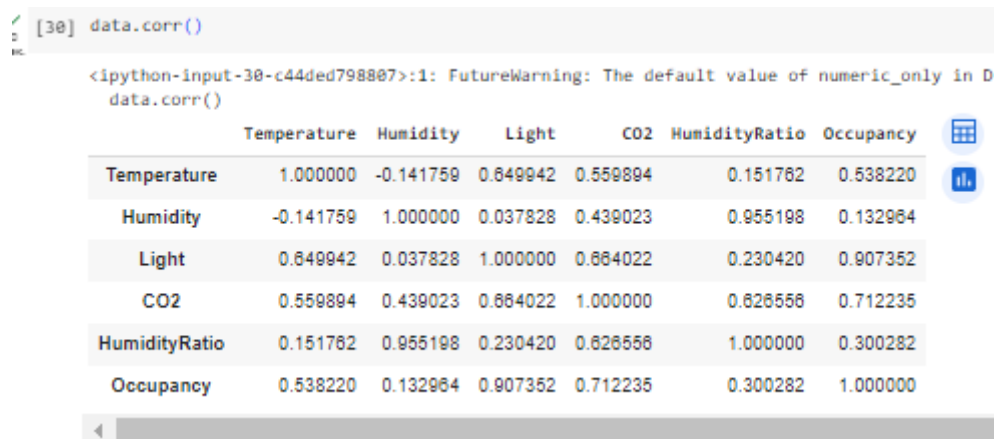 [30] data.corr()
<ipython-input-30-c44ded798807>:1: FutureWarning: The default value of numeric_only in D
data.corr()
Temperature Humidity Light CO2 HumidityRatio Occupancy
Temperature 1.000000 -0.141759 0.649942 0.559894 0.151762 0.538220
Humidity -0.141759 1.000000 0.037828 0.439023 0.955198 0.132964
Light 0.649942 0.037828 1.000000 0.664022 0.230420 0.907352
CO2 0.559894 0.439023 0.664022 1.000000 0.626556 0.712235
HumidityRatio 0.151762 0.955198 0.230420 0.626556 1.000000 0.300282
Occupancy 0.538220 0.132964 0.907352 0.712235 0.300282 1.000000